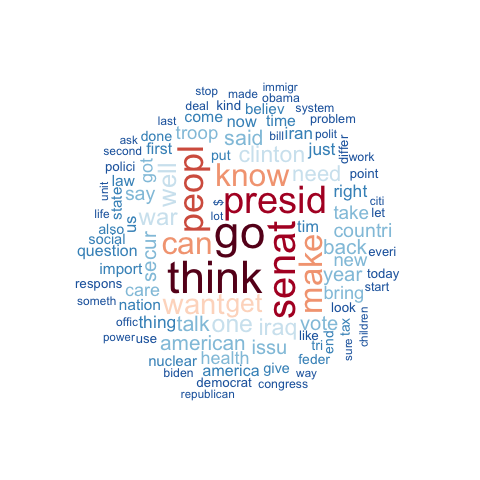 stop
made
immigr
deal
kind
obama
last
come
believ
system
now
time
problem
ask
done
troop
said
bill
iran
polit
second
first
just
differ
polici
got
well
peopl
put
clinton
work
unit
law
know
need
point
states
say
$
presid
right
citi
life
us
war
lot
go
senat
tim
take
let
also
social
can
countri
question
secur
make
back
everi
import
think
new
respons
care
year
today
someth
nation
want
get
bring
start
offic
thing
talk
one
iraq
vote
look
power
use
american
issu
like
end
tax
children
tri
sure
nuclear
health
feder
biden
america
give
way
democrat
congress
republican